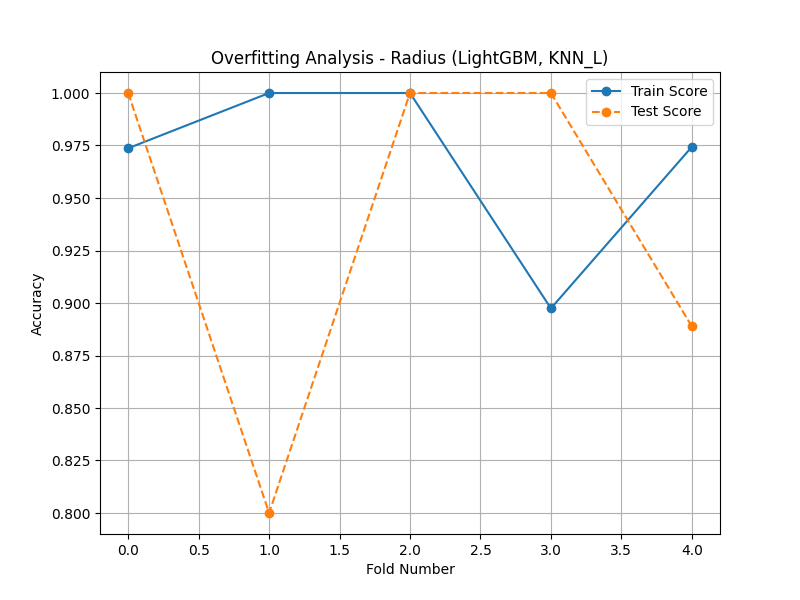 Overfitting Analysis - Radius (LightGBM, KNN_L)
Train Score
Test Score
Accuracy
1.000
0.975
0.950
0.925
0.900
0.875
0.850
0.825
0.800
0.0 0.5 1.0 1.5 2.0 2.5 3.0 3.5 4.0
Fold Number